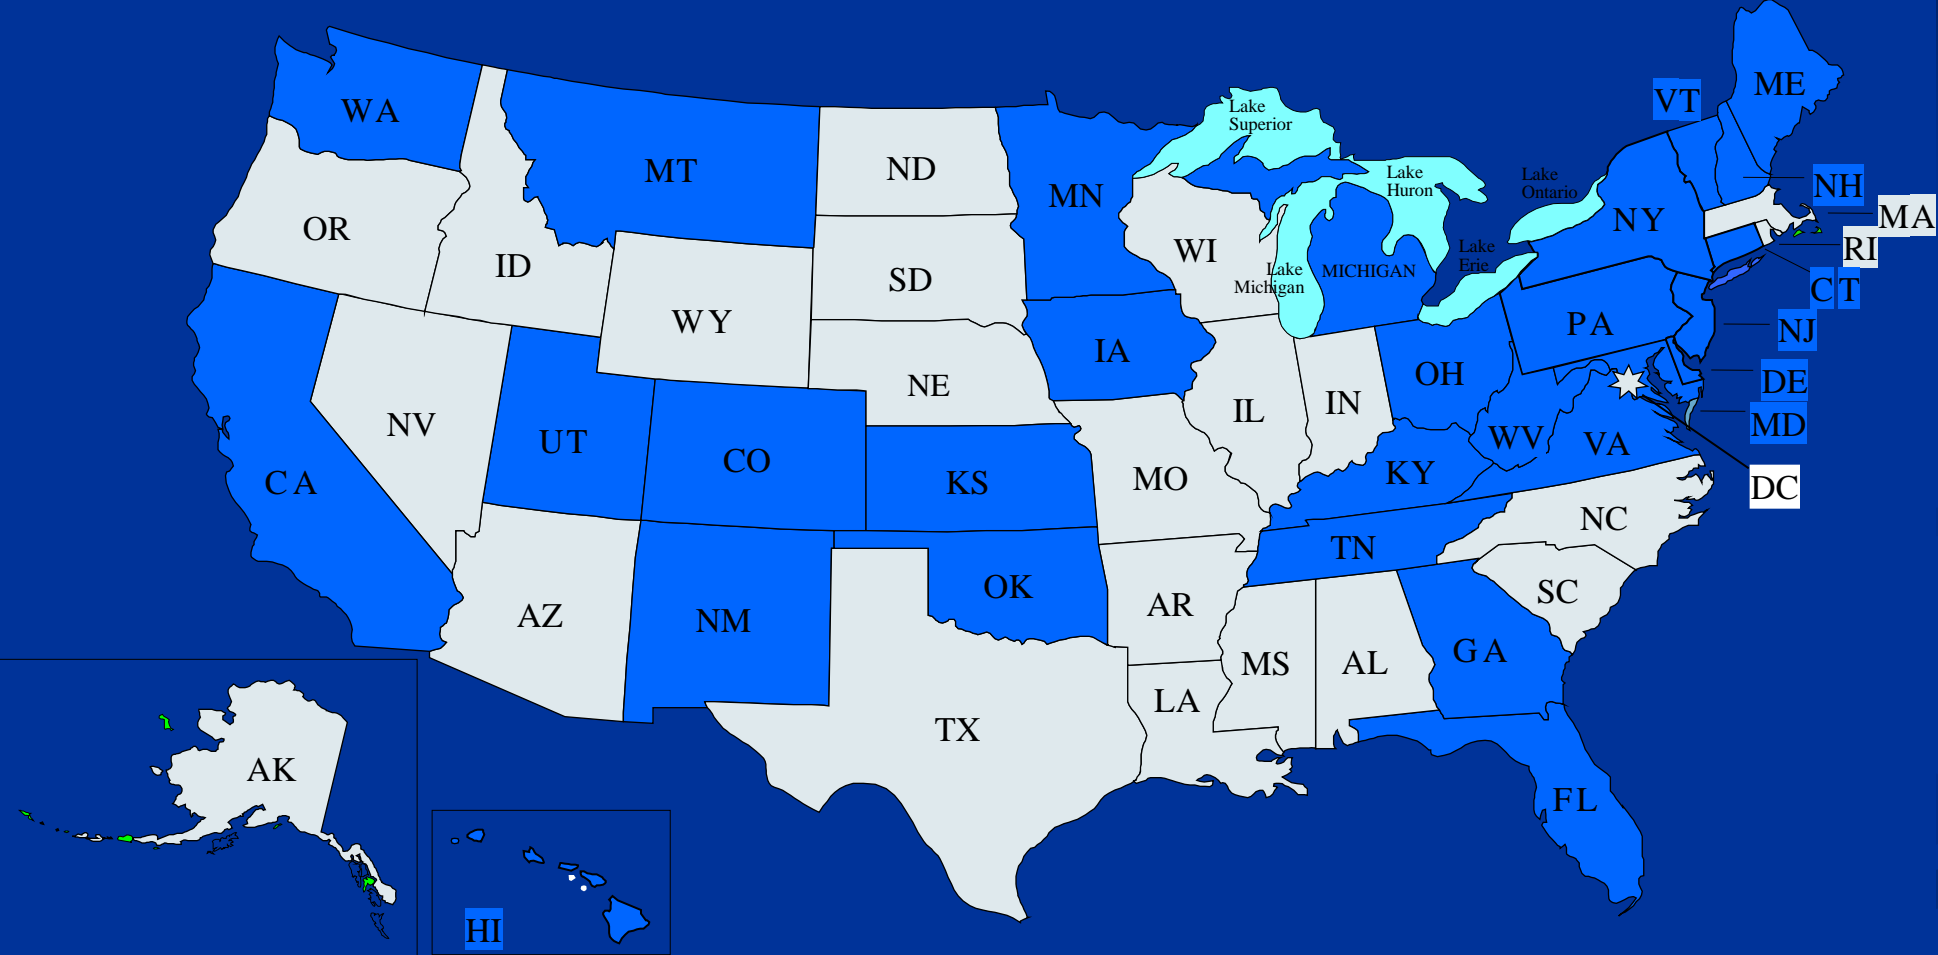 ME
VT
WA
Lake
Superior
MT
ND
MN
Lake
Huron
Lake
Ontario
NH
MA
NY
OR
WI
RI
ID
SD
Lake
Erie
Lake
Michigan
MICHIGAN
CT
WY
PA
NJ
IA
NE
OH
DE
IN
IL
NV
MD
UT
WV
VA
CO
KY
CA
KS
MO
DC
NC
TN
OK
SC
AR
AZ
NM
GA
MS
AL
LA
TX
AK
FL
HI